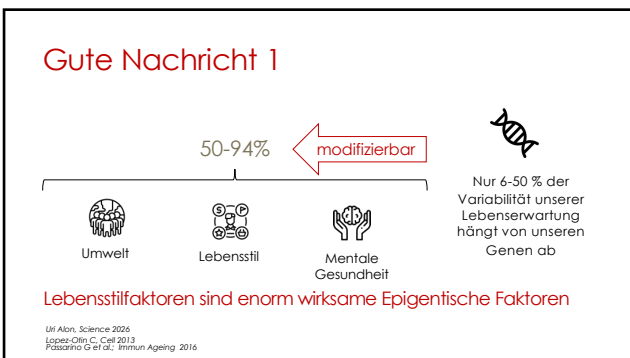 Gute Nachricht 1
50-94%
modifizierbar
Nur 6-50 % der
Variabilität unserer
Lebenserwartung
hängt von unseren
Genen ab
Umwelt
Lebensstil
Mentale
Gesundheit
Lebensstilfaktoren sind enorm wirksame Epigentische Faktoren
Uri Alon, Science 2026
Lopez-Otin C, Cell 2013
Passarino G et al.; Immun Ageing 2016